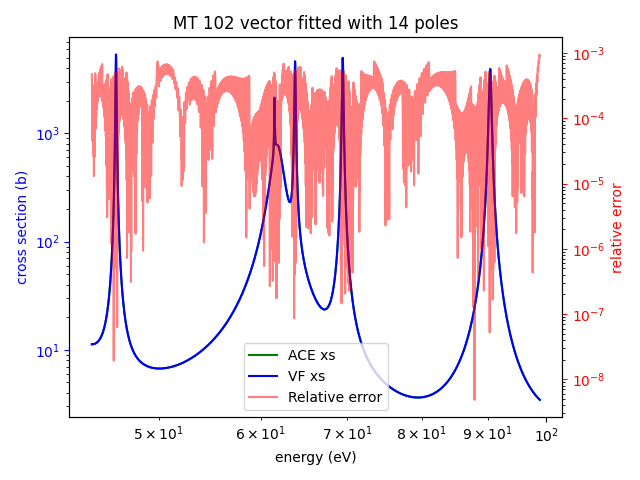 MT 102 vector fitted with 14 poles
cross section (b)
10³
10²
10¹
10⁻³
10⁻⁴
10⁻⁵
10⁻⁶
10⁻⁷
10⁻⁸
relative error
ACE xs
VF xs
Relative error
5 × 10¹ 6 × 10¹ 7 × 10¹ 8 × 10¹ 9 × 10¹ 10²
energy (eV)